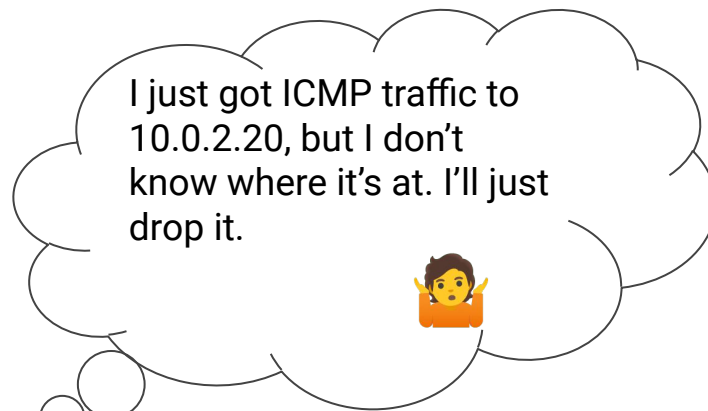 I just got ICMP traffic to
10.0.2.20, but I don’t
know where it’s at. I’ll just
drop it.